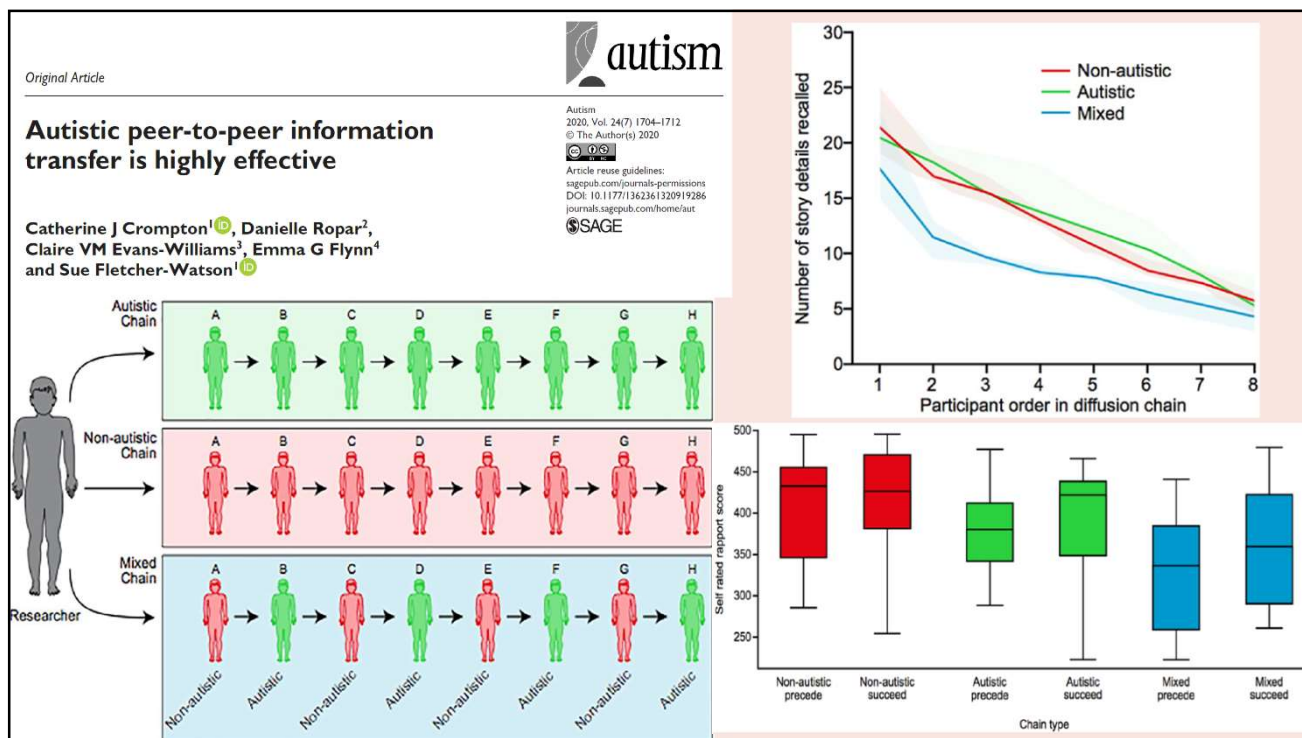 Original Article
autism
Autism
2020, Vol. 24(7) 1704–1712
© The Author(s) 2020
cc BY NC
Article reuse guidelines:
sagepub.com/journals-permissions
DOI: 10.1177/1362361320919286
journals.sagepub.com/home/aut
SSAGE
Autistic peer-to-peer information
transfer is highly effective
Catherine J Crompton1 iD, Danielle Ropar2,
Claire VM Evans-Williams3, Emma G Flynn4
and Sue Fletcher-Watson1 iD
Autistic
Chain
A B C D E F G H
Non-autistic
Chain
A B C D E F G H
Mixed
Chain
A B C D E F G H
Researcher
Non-autistic Autistic Non-autistic Autistic Non-autistic Autistic Non-autistic Autistic
30
25
20
15
10
5
0
Number of story details recalled
Non-autistic
Autistic
Mixed
1 2 3 4 5 6 7 8
Participant order in diffusion chain
500
450
400
350
300
250
Self rated rapport score
Non-autistic precede
Non-autistic succeed
Autistic precede
Autistic succeed
Mixed precede
Mixed succeed
Chain type